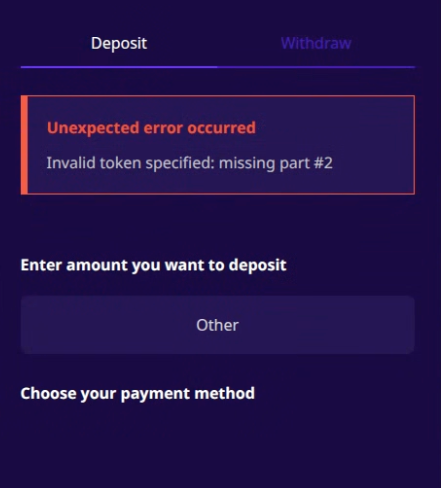 Deposit
Withdraw
Unexpected error occurred
Invalid token specified: missing part #2
Enter amount you want to deposit
Other
Choose your payment method